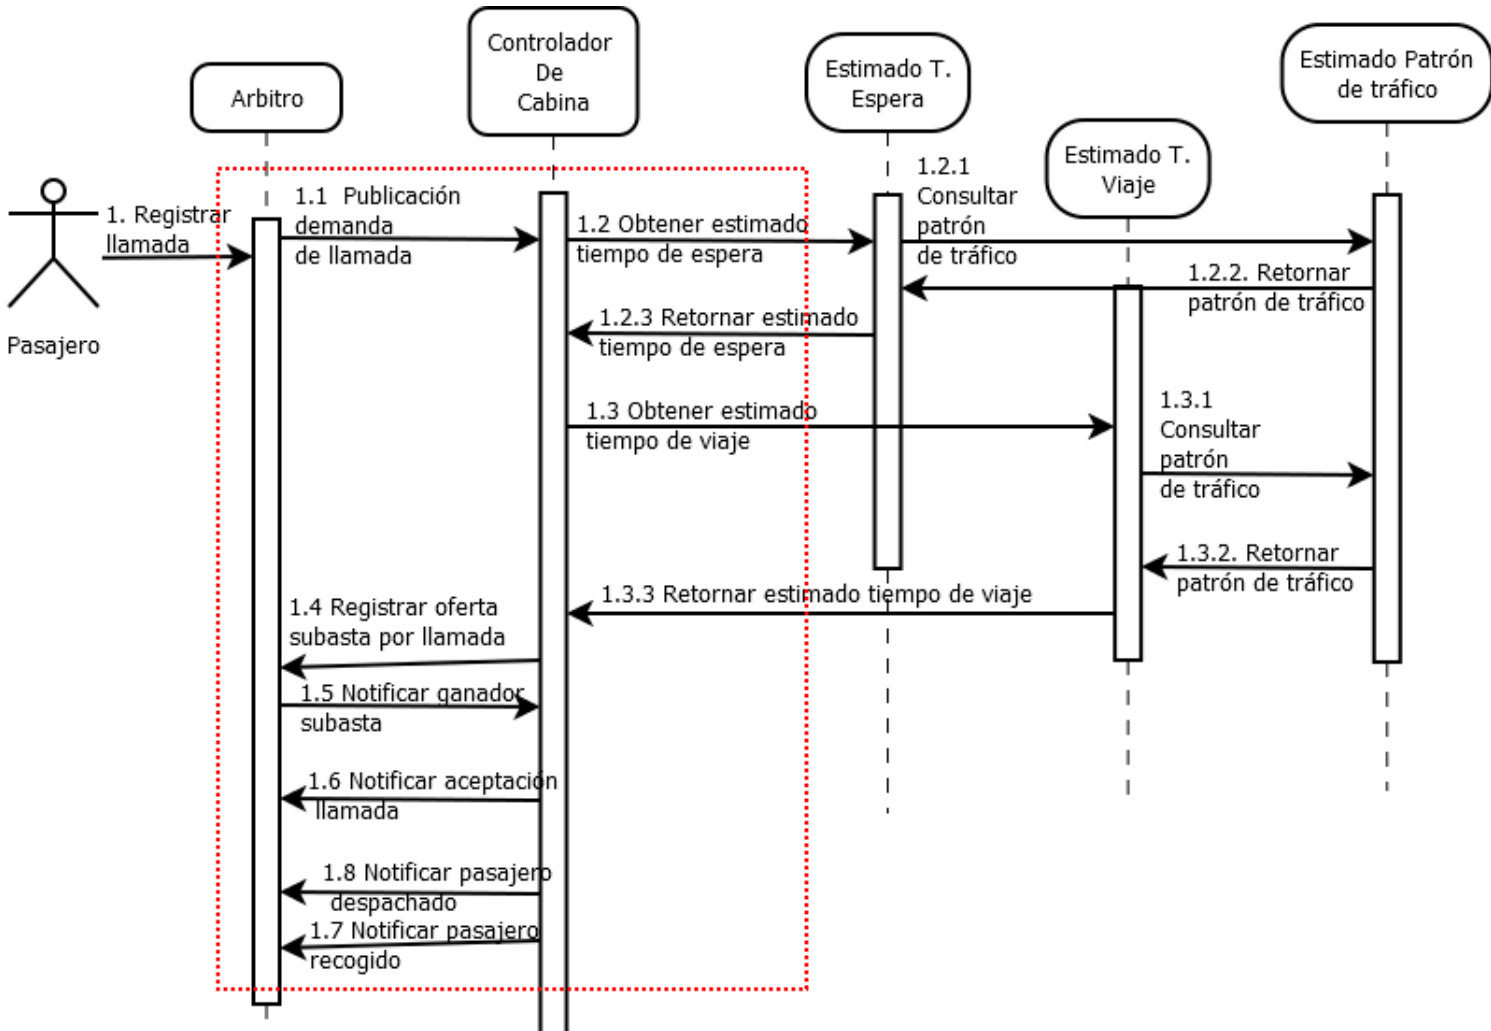 Controlador
De
Cabina
Arbitro
Estimado T.
Espera
Estimado Patrón
de tráfico
Estimado T.
Viaje
Pasajero
1. Registrar
llamada
1.1 Publicación
demanda
de llamada
1.2 Obtener estimado
tiempo de espera
1.2.1
Consultar
patrón
de tráfico
1.2.2. Retornar
patrón de tráfico
1.2.3 Retornar estimado
tiempo de espera
1.3 Obtener estimado
tiempo de viaje
1.3.1
Consultar
patrón
de tráfico
1.3.2. Retornar
patrón de tráfico
1.3.3 Retornar estimado tiempo de viaje
1.4 Registrar oferta
subasta por llamada
1.5 Notificar ganador
subasta
1.6 Notificar aceptación
llamada
1.8 Notificar pasajero
despachado
1.7 Notificar pasajero
recogido